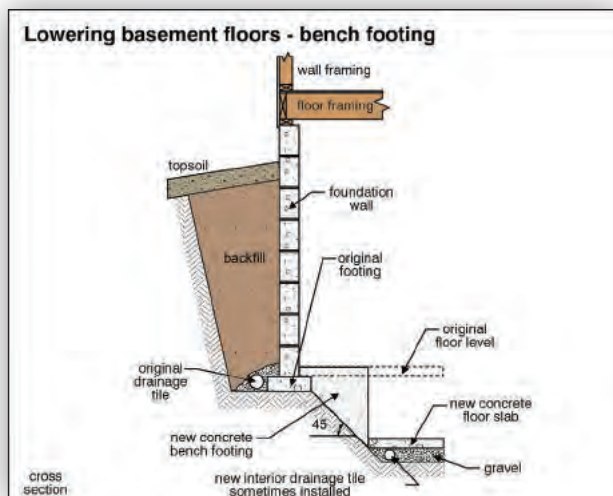 Lowering basement floors - bench footing
wall framing
floor framing
topsoil
foundation
wall
backfill
original
footing
original
floor level
original
drainage
tile
new concrete
floor slab
45
new concrete
bench footing
gravel
cross
section
new interior drainage tile
sometimes installed